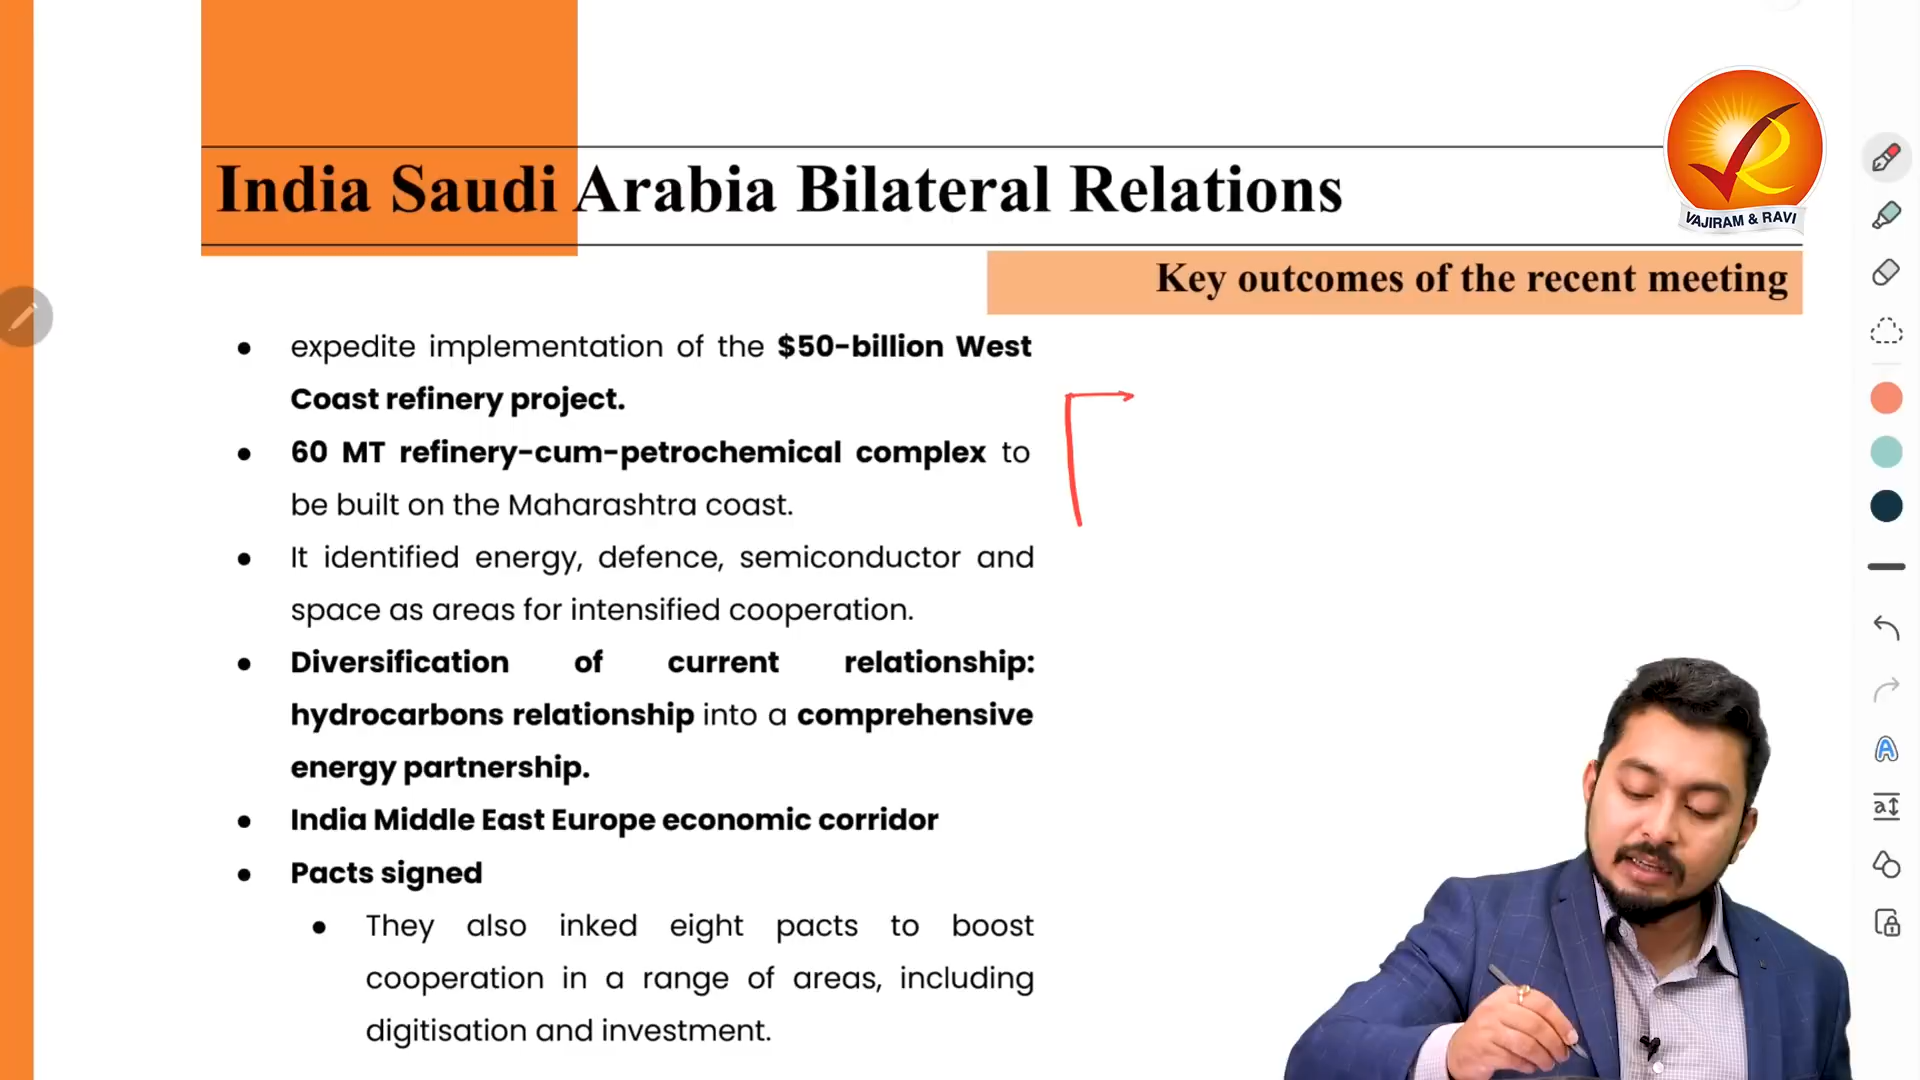 VAJIRAM & RAVI
India Saudi Arabia Bilateral Relations
Key outcomes of the recent meeting
● expedite implementation of the $50-billion West
Coast refinery project.
● 60 MT refinery-cum-petrochemical complex to
be built on the Maharashtra coast.
● It identified energy, defence, semiconductor and
space as areas for intensified cooperation.
● Diversification of current relationship:
hydrocarbons relationship into a comprehensive
energy partnership.
● India Middle East Europe economic corridor
● Pacts signed
● They also inked eight pacts to boost
cooperation in a range of areas, including
digitisation and investment.